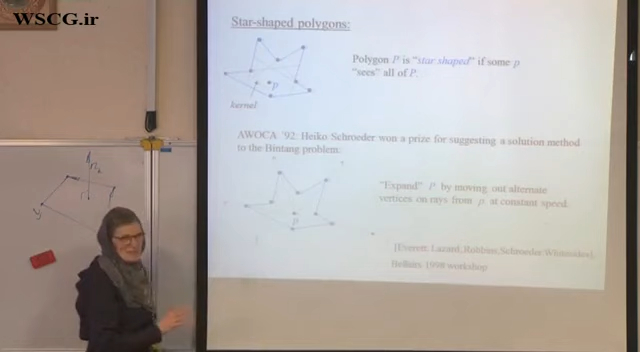 WSCG.ir
Star-shaped polygons:
Polygon P is "star shaped" if some p
"sees" all of P.
p
kernel
AWOCA '92: Heiko Schroeder won a prize for suggesting a solution method
to the Bintang problem:
"Expand" P by moving out alternate
vertices on rays from p at constant speed.
p
[Everett, Lazard, Robbins, Schroeder, Whitesides],
Bellairs 1998 workshop
y